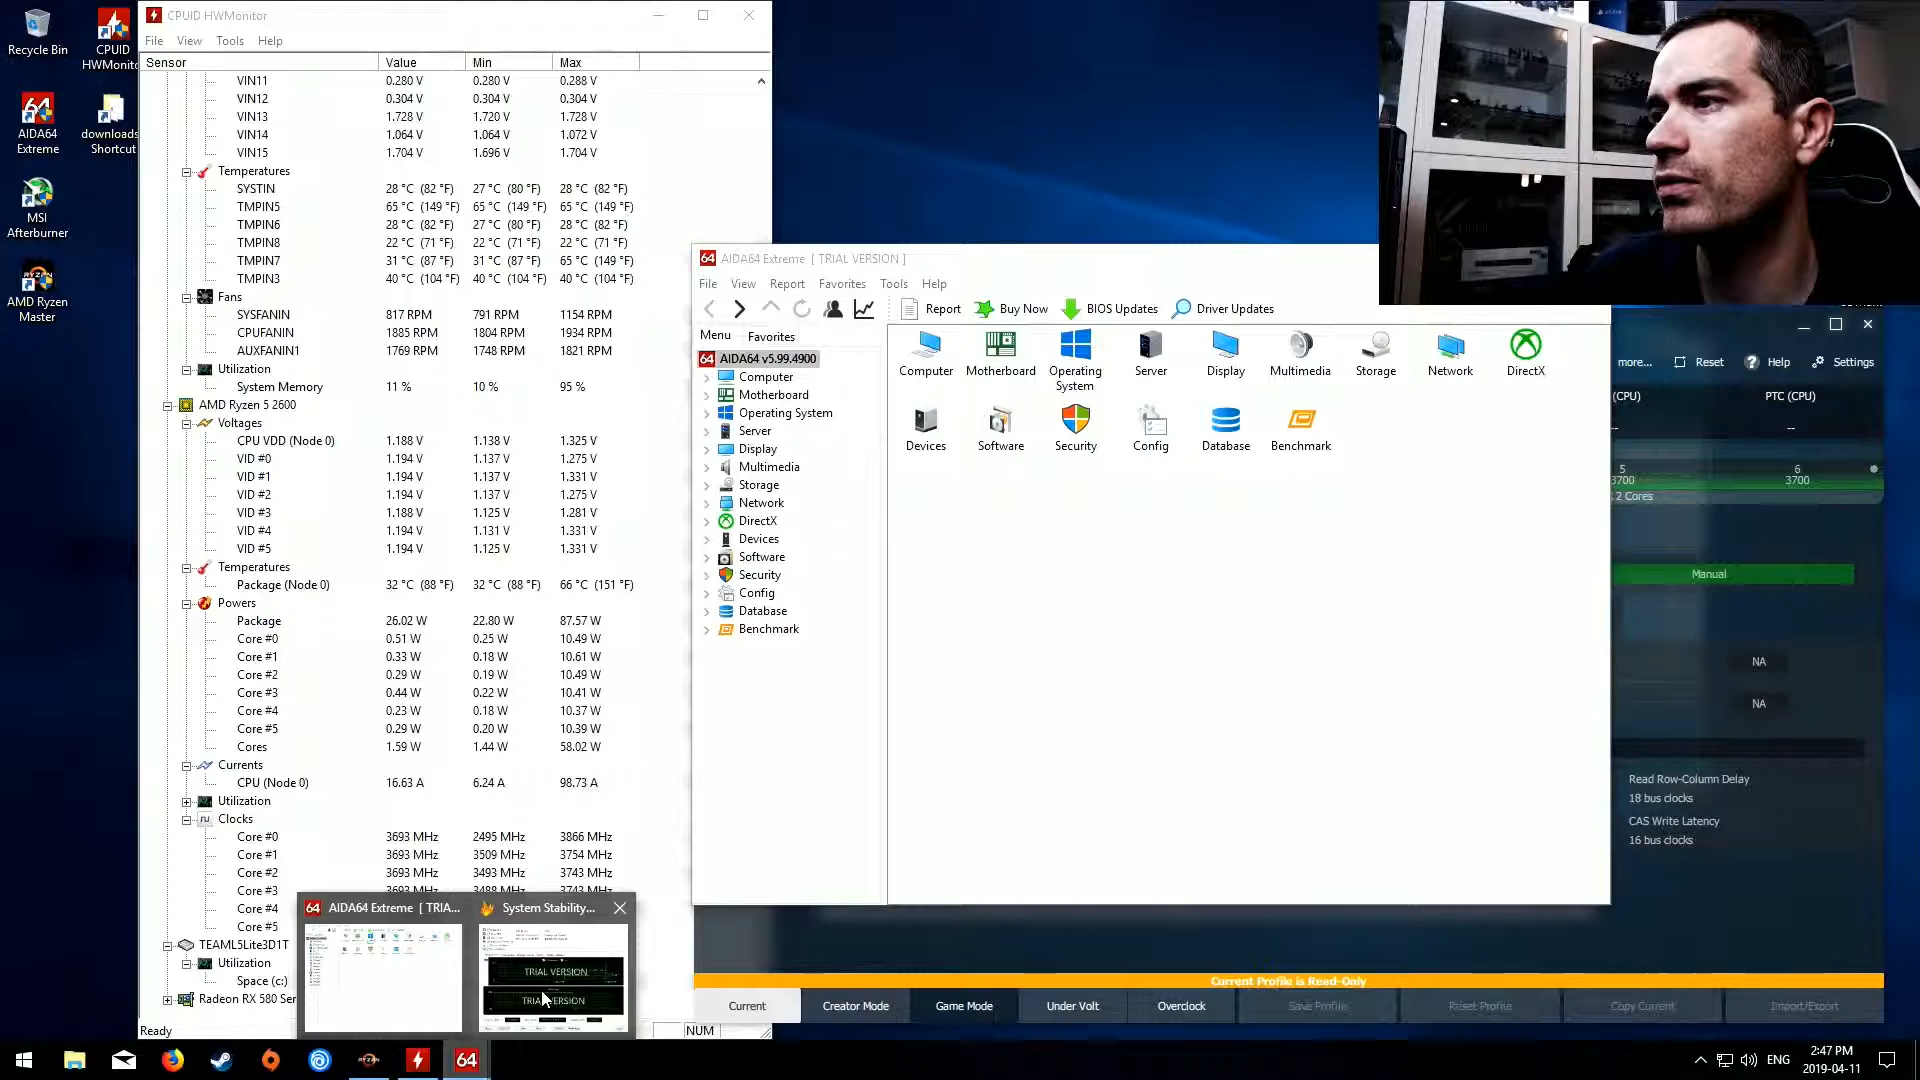 Recycle Bin
CPUID HWMonito
AIDA64 Extreme
downloads Shortcut
MSI Afterburner
AMD Ryzen Master
CPUID HWMonitor
File View Tools Help
Sensor Value Min Max
VIN11 0.280 V 0.280 V 0.288 V
VIN12 0.304 V 0.304 V 0.304 V
VIN13 1.728 V 1.720 V 1.728 V
VIN14 1.064 V 1.064 V 1.072 V
VIN15 1.704 V 1.696 V 1.704 V
Temperatures
SYSTIN 28 °C (82 °F) 27 °C (80 °F) 28 °C (82 °F)
TMPIN5 65 °C (149 °F) 65 °C (149 °F) 65 °C (149 °F)
TMPIN6 28 °C (82 °F) 27 °C (80 °F) 28 °C (82 °F)
TMPIN8 22 °C (71 °F) 22 °C (71 °F) 22 °C (71 °F)
TMPIN7 31 °C (87 °F) 31 °C (87 °F) 65 °C (149 °F)
TMPIN3 40 °C (104 °F) 40 °C (104 °F) 40 °C (104 °F)
Fans
SYSFANIN 817 RPM 791 RPM 1154 RPM
CPUFANIN 1885 RPM 1804 RPM 1934 RPM
AUXFANIN1 1769 RPM 1748 RPM 1821 RPM
Utilization
System Memory 11 % 10 % 95 %
AMD Ryzen 5 2600
Voltages
CPU VDD (Node 0) 1.188 V 1.138 V 1.325 V
VID #0 1.194 V 1.137 V 1.275 V
VID #1 1.194 V 1.137 V 1.331 V
VID #2 1.194 V 1.137 V 1.275 V
VID #3 1.188 V 1.125 V 1.281 V
VID #4 1.194 V 1.131 V 1.331 V
VID #5 1.194 V 1.125 V 1.331 V
Temperatures
Package (Node 0) 32 °C (88 °F) 32 °C (88 °F) 66 °C (151 °F)
Powers
Package 26.02 W 22.80 W 87.57 W
Core #0 0.51 W 0.25 W 10.49 W
Core #1 0.33 W 0.18 W 10.61 W
Core #2 0.29 W 0.19 W 10.49 W
Core #3 0.44 W 0.22 W 10.41 W
Core #4 0.23 W 0.18 W 10.37 W
Core #5 0.29 W 0.20 W 10.39 W
Cores 1.59 W 1.44 W 58.02 W
Currents
CPU (Node 0) 16.63 A 6.24 A 98.73 A
Utilization
Clocks
Core #0 3693 MHz 2495 MHz 3866 MHz
Core #1 3693 MHz 3509 MHz 3754 MHz
Core #2 3693 MHz 3493 MHz 3743 MHz
Core #3 3693 MHz 3488 MHz 3743 MHz
Core #4
Core #5
TEAML5Lite3D1T
Utilization
Space (c:)
Radeon RX 580 Ser
Ready NUM
64 AIDA64 Extreme [ TRIA...
System Stability...
TRIAL VERSION
TRIAL VERSION
64 AIDA64 Extreme [ TRIAL VERSION ]
File View Report Favorites Tools Help
Report Buy Now BIOS Updates Driver Updates
Menu Favorites
64 AIDA64 v5.99.4900
Computer
Motherboard
Operating System
Server
Display
Multimedia
Storage
Network
DirectX
Devices
Software
Security
Config
Database
Benchmark
Computer Motherboard Operating System Server Display Multimedia Storage Network DirectX
Devices Software Security Config Database Benchmark
more... Reset Help Settings
(CPU) PTC (CPU)
-- --
5 6
3700 3700
2 Cores
Manual
NA
NA
Read Row-Column Delay
18 bus clocks
CAS Write Latency
16 bus clocks
Current Profile is Read-Only
Current Creator Mode Game Mode Under Volt Overclock Save Profile Reset Profile Copy Current Import/Export
RYZEN 64 ENG
2:47 PM
2019-04-11